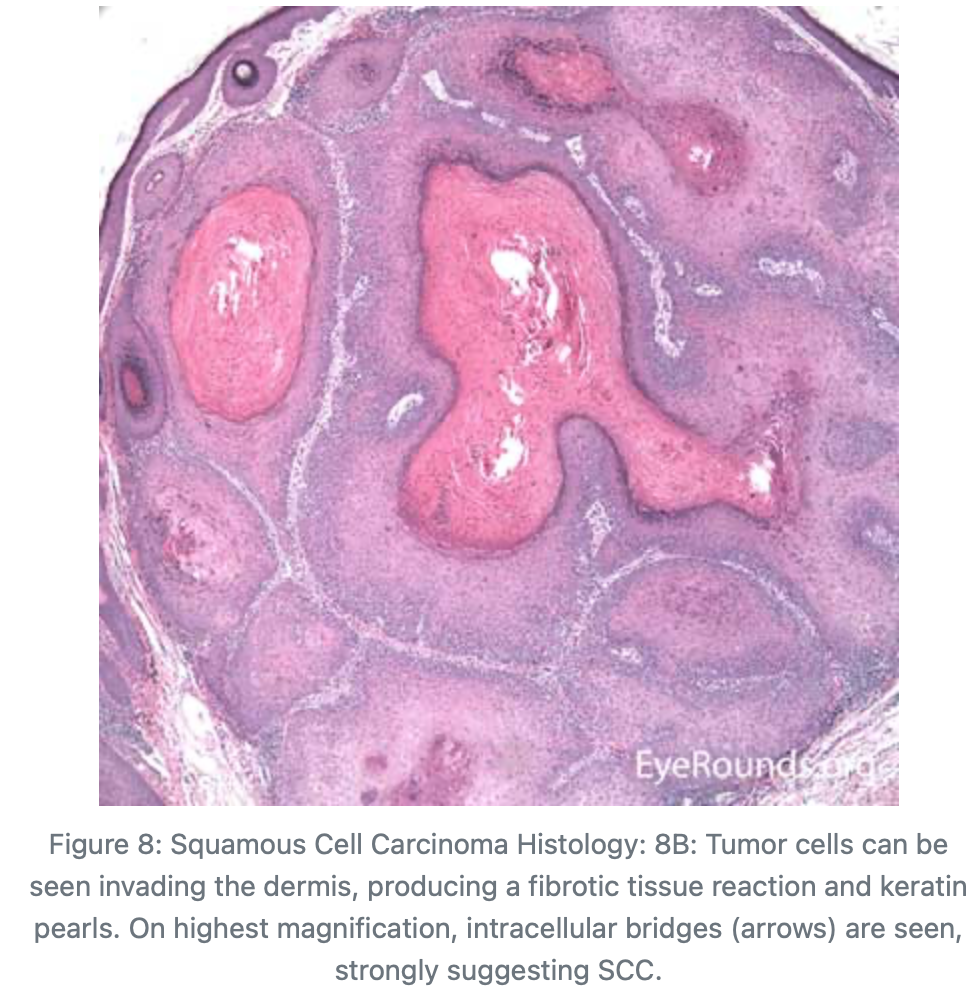 EyeRounds.org
Figure 8: Squamous Cell Carcinoma Histology: 8B: Tumor cells can be
seen invading the dermis, producing a fibrotic tissue reaction and keratin
pearls. On highest magnification, intracellular bridges (arrows) are seen,
strongly suggesting SCC.